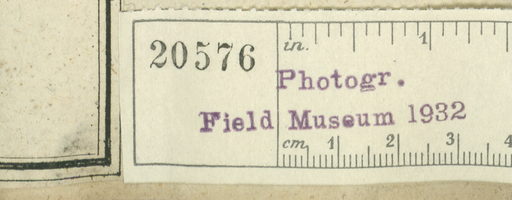 20576
in. 1
Photogr.
Field Museum 1932
cm 1 2 3 4